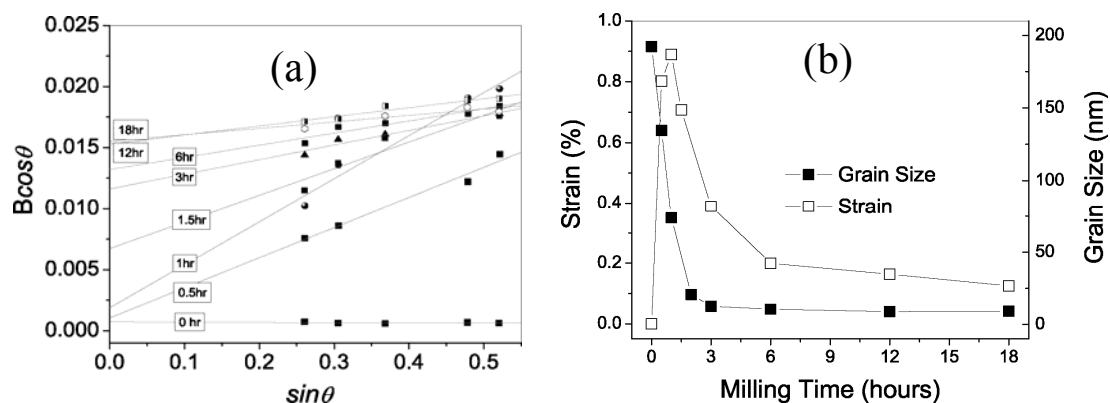 (a)
Bcosθ
0.025
0.020
0.015
0.010
0.005
0.000
18hr
12hr
6hr
3hr
1.5hr
1hr
0.5hr
0 hr
0.0 0.1 0.2 0.3 0.4 0.5
sinθ
(b)
Strain (%)
1.0
0.8
0.6
0.4
0.2
0.0
Grain Size
Strain
200
150
100
50
0
Grain Size (nm)
0 3 6 9 12 15 18
Milling Time (hours)